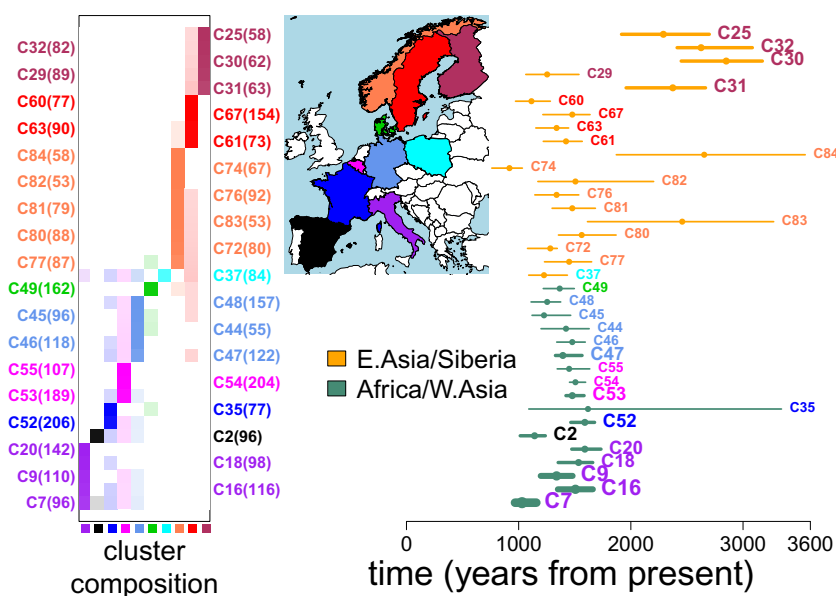 C32(82)
C29(89)
C60(77)
C63(90)
C84(58)
C82(53)
C81(79)
C80(88)
C77(87)
C49(162)
C45(96)
C46(118)
C55(107)
C53(189)
C52(206)
C20(142)
C9(110)
C7(96)
C25(58)
C30(62)
C31(63)
C67(154)
C61(73)
C74(67)
C76(92)
C83(53)
C72(80)
C37(84)
C48(157)
C44(55)
C47(122)
C54(204)
C35(77)
C2(96)
C18(98)
C16(116)
cluster
composition
E.Asia/Siberia
Africa/W.Asia
C25
C32
C30
C29
C31
C60
C67
C63
C61
C84
C74
C82
C76
C81
C83
C80
C72
C77
C37
C49
C48
C45
C44
C46
C47
C55
C54
C53
C35
C52
C2
C20
C18
C9
C16
C7
0 1000 2000 3000 3600
time (years from present)